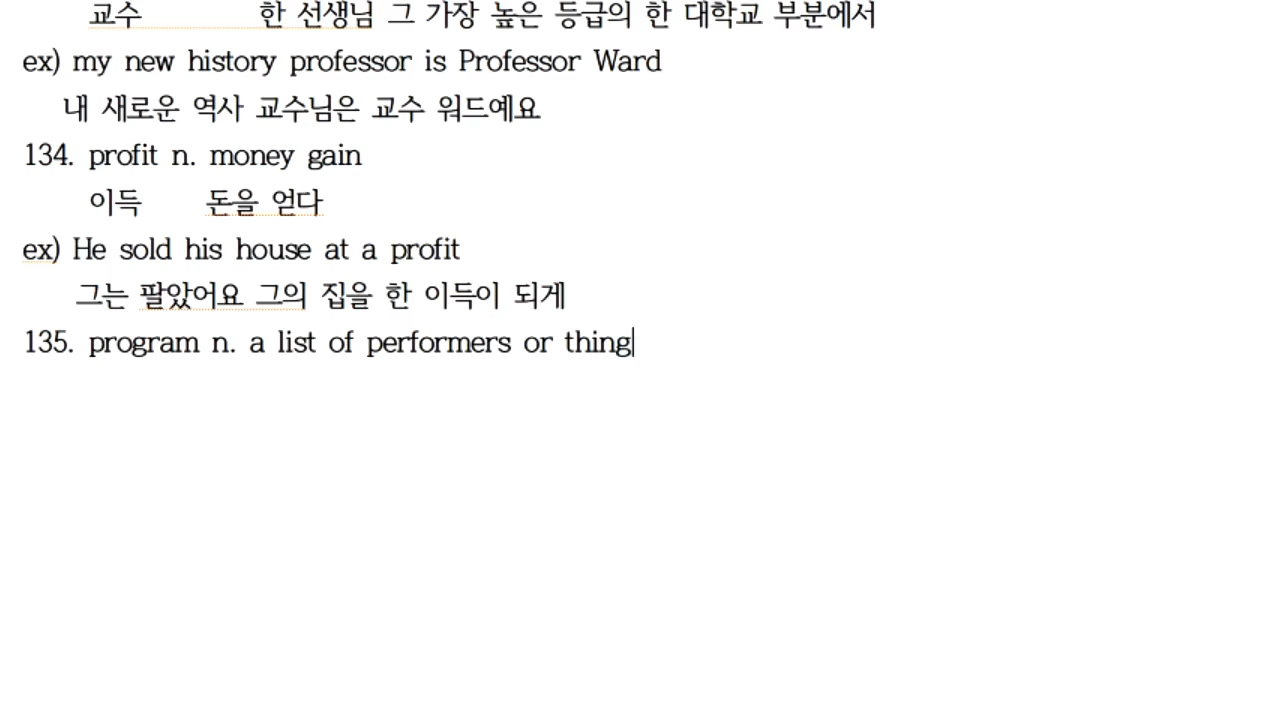 교수 한 선생님 그 가장 높은 등급의 한 대학교 부분에서
ex) my new history professor is Professor Ward
내 새로운 역사 교수님은 교수 워드예요
134. profit n. money gain
이득 돈을 얻다
ex) He sold his house at a profit
그는 팔았어요 그의 집을 한 이득이 되게
135. program n. a list of performers or thing